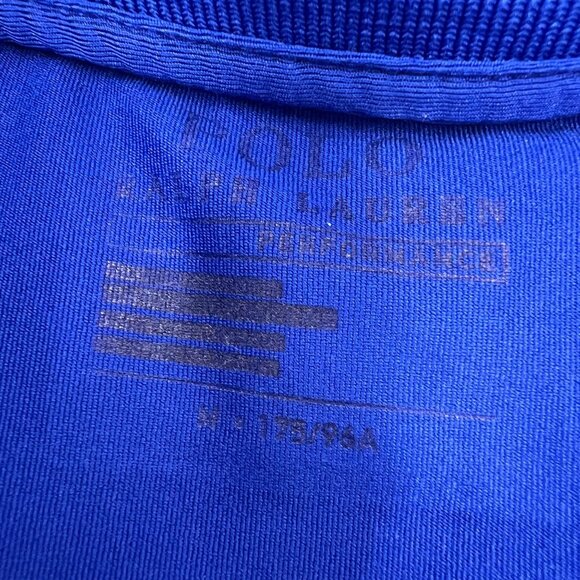 POLO
RALPH LAUREN
PERFORMANCE
M • 175/96A